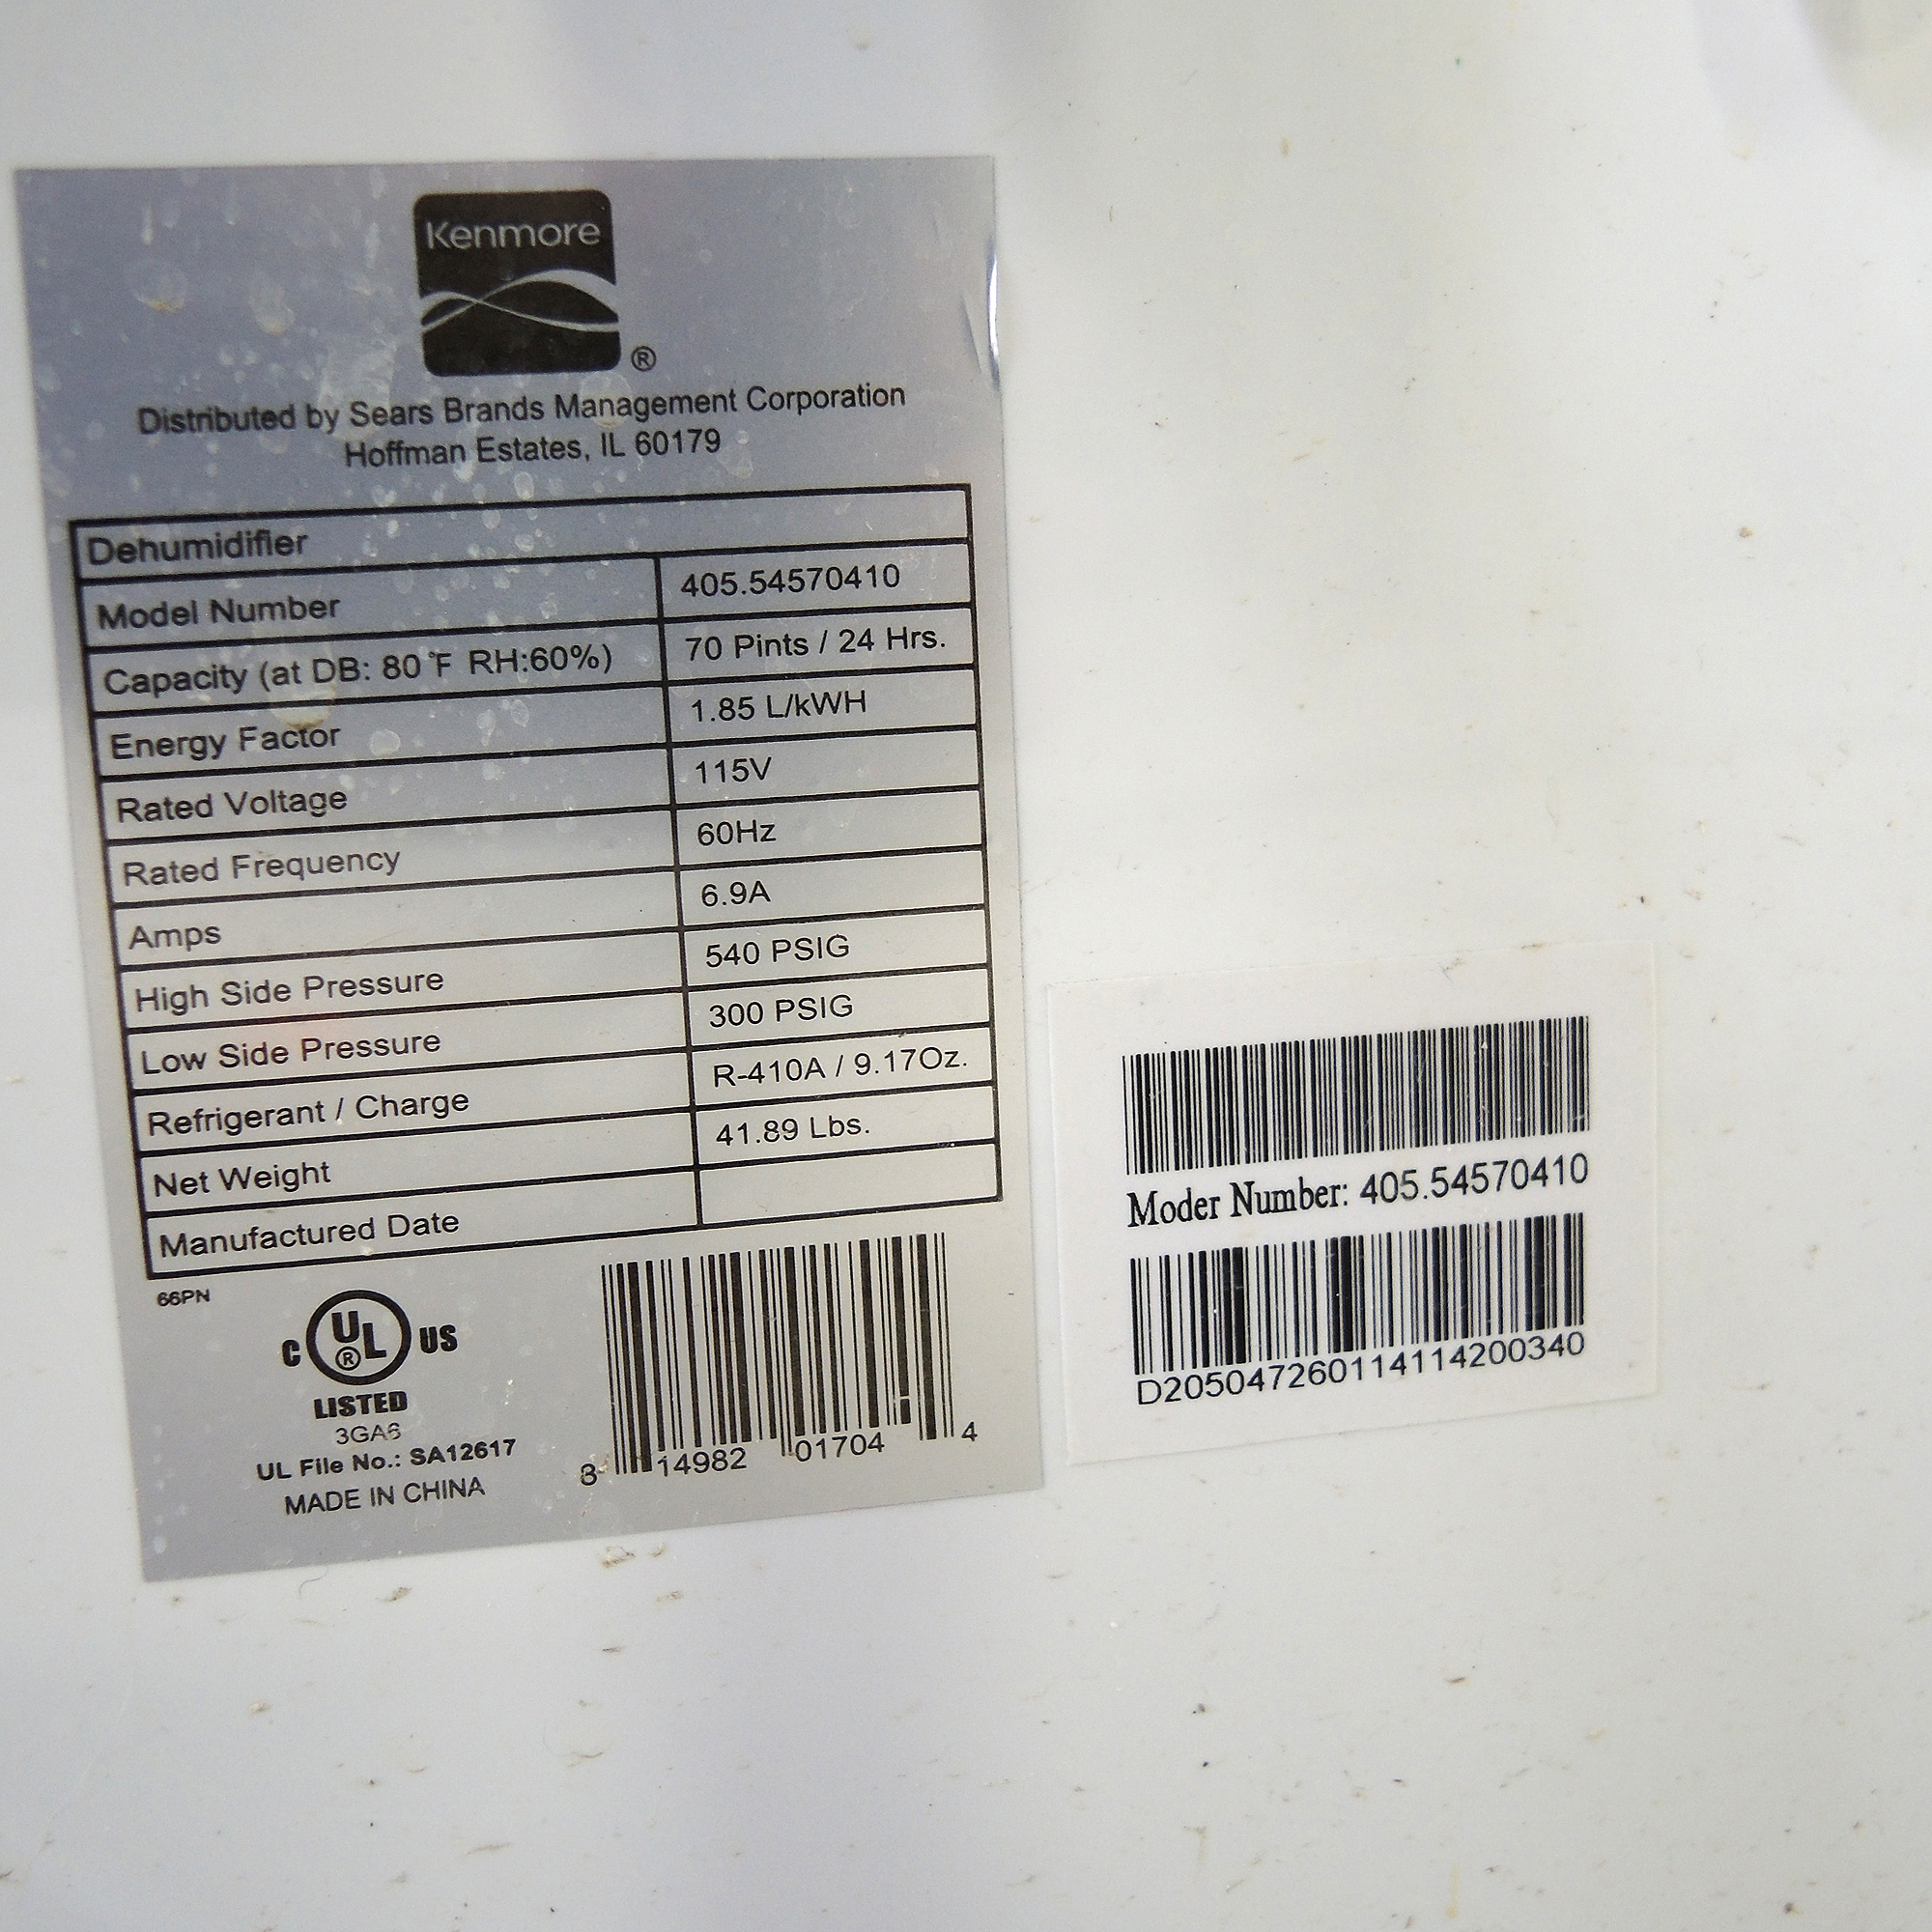 Kenmore
®
Distributed by Sears Brands Management Corporation
Hoffman Estates, IL 60179
Dehumidifier
Model Number 405.54570410
Capacity (at DB: 80°F RH:60%) 70 Pints / 24 Hrs.
Energy Factor 1.85 L/kWH
Rated Voltage 115V
Rated Frequency 60Hz
Amps 6.9A
High Side Pressure 540 PSIG
Low Side Pressure 300 PSIG
Refrigerant / Charge R-410A / 9.17Oz.
Net Weight 41.89 Lbs.
Manufactured Date
66PN
C UL ® US
LISTED
3GA6
UL File No.: SA12617
MADE IN CHINA
8 14982 01704 4
Moder Number: 405.54570410
D205047260114114200340